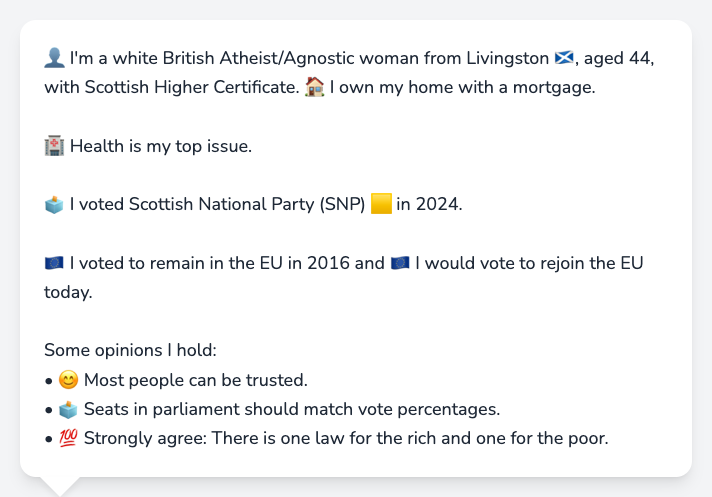 👤 I'm a white British Atheist/Agnostic woman from Livingston 🏴󠁧󠁢󠁳󠁣󠁴󠁿, aged 44,
with Scottish Higher Certificate. 🏠 I own my home with a mortgage.
🏥 Health is my top issue.
🗳️ I voted Scottish National Party (SNP) 🟨 in 2024.
🇪🇺 I voted to remain in the EU in 2016 and 🇪🇺 I would vote to rejoin the EU
today.
Some opinions I hold:
• 😊 Most people can be trusted.
• 🗳️ Seats in parliament should match vote percentages.
• 💯 Strongly agree: There is one law for the rich and one for the poor.